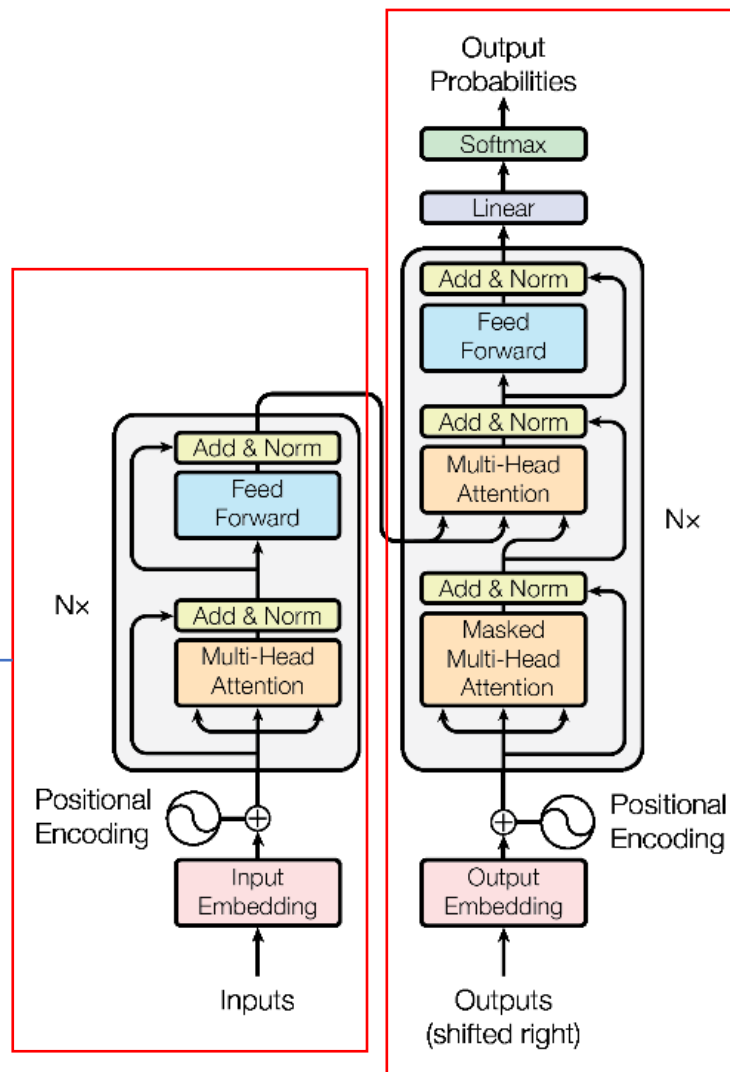 Output
Probabilities
Softmax
Linear
Add & Norm
Feed
Forward
Add & Norm
Multi-Head
Attention
Nx
Add & Norm
Masked
Multi-Head
Attention
Positional
Encoding
Output
Embedding
Outputs
(shifted right)
Add & Norm
Feed
Forward
Nx
Add & Norm
Multi-Head
Attention
Positional
Encoding
Input
Embedding
Inputs